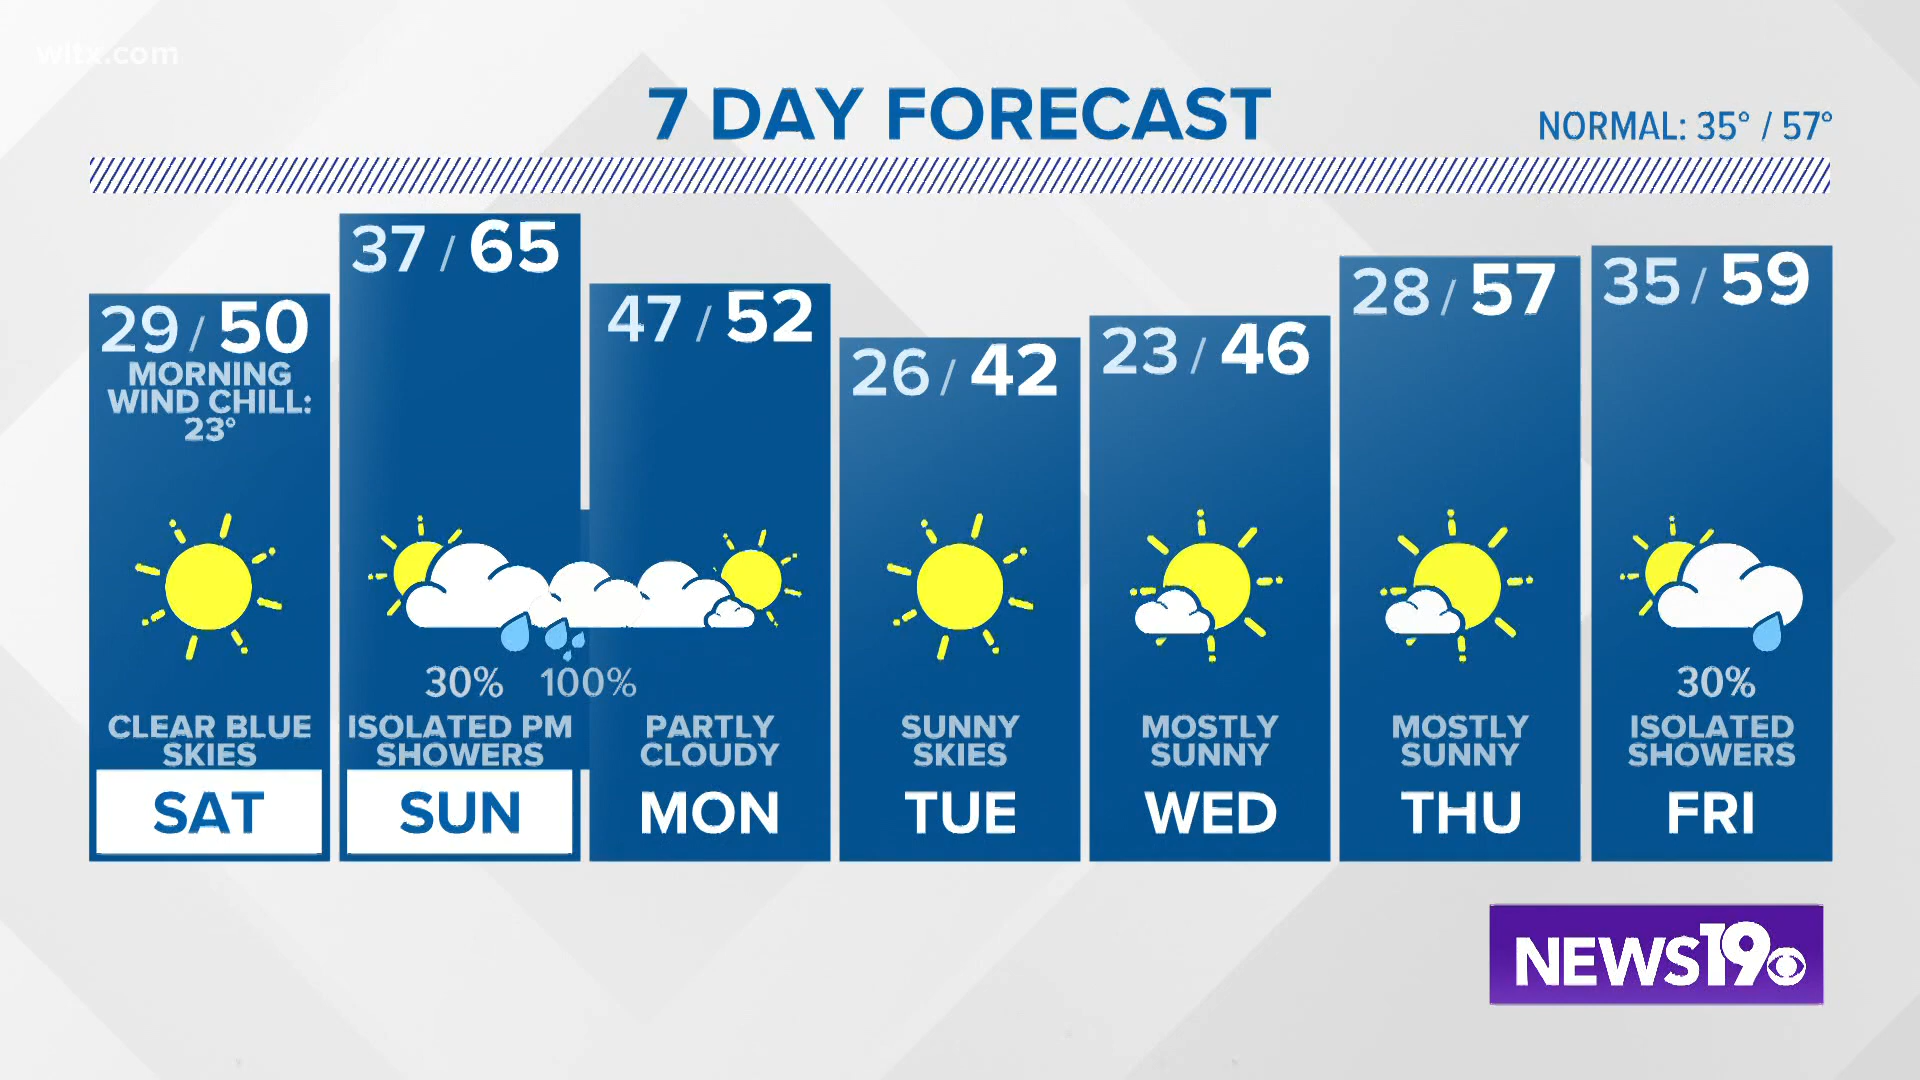 wltx.com
7 DAY FORECAST
NORMAL: 35° / 57°
29 / 50
MORNING
WIND CHILL:
23°
CLEAR BLUE
SKIES
SAT
37 / 65
30% 100%
ISOLATED PM
SHOWERS
SUN
47 / 52
PARTLY
CLOUDY
MON
26 / 42
SUNNY
SKIES
TUE
23 / 46
MOSTLY
SUNNY
WED
28 / 57
MOSTLY
SUNNY
THU
35 / 59
30%
ISOLATED
SHOWERS
FRI
NEWS19